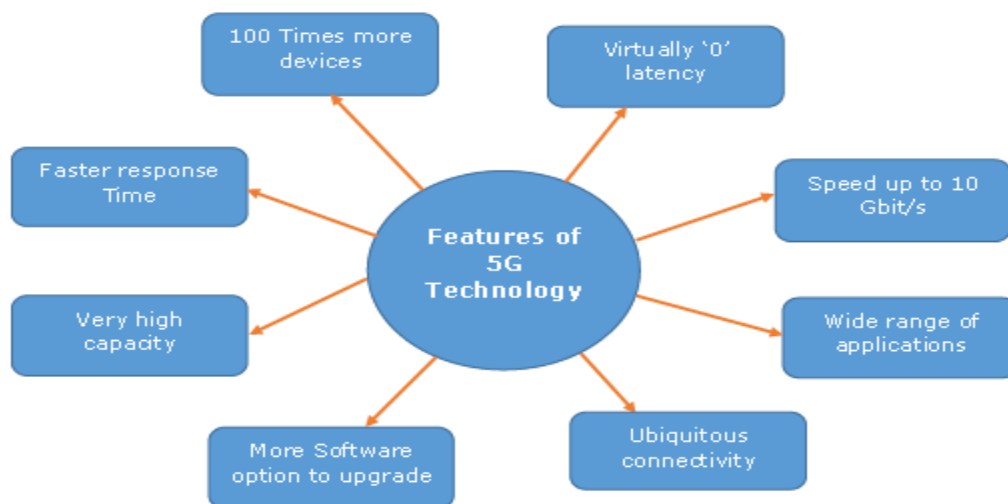 100 Times more
devices
Virtually ‘0’
latency
Faster response
Time
Speed up to 10
Gbit/s
Features of
5G
Technology
Very high
capacity
Wide range of
applications
More Software
option to upgrade
Ubiquitous
connectivity